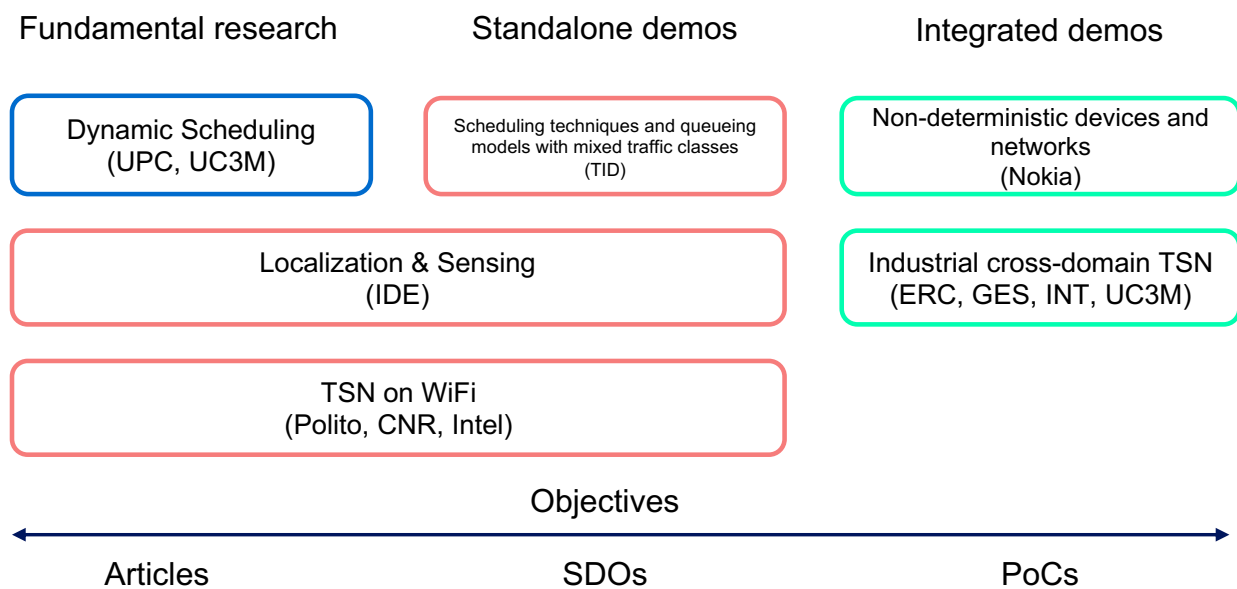 Fundamental research
Standalone demos
Integrated demos
Dynamic Scheduling
(UPC, UC3M)
Scheduling techniques and queueing
models with mixed traffic classes
(TID)
Non-deterministic devices and
networks
(Nokia)
Localization & Sensing
(IDE)
Industrial cross-domain TSN
(ERC, GES, INT, UC3M)
TSN on WiFi
(Polito, CNR, Intel)
Objectives
Articles
SDOs
PoCs